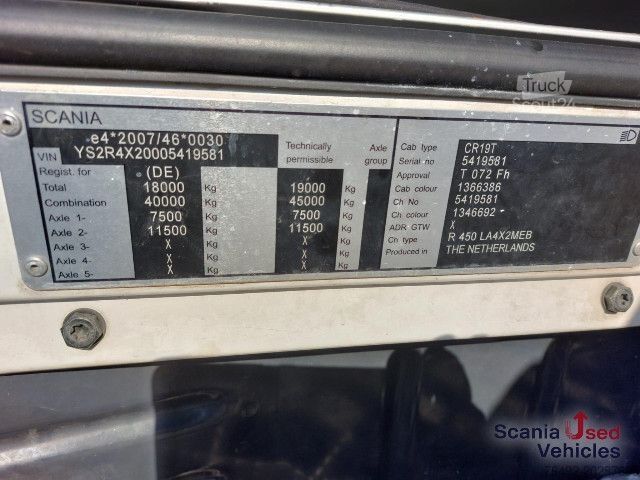 Truck
Scout24
SCANIA
e4*2007/46*0030
VIN YS2R4X20005419581
Regist. for (DE)
Technically permissible
Axle group
Total 18000 Kg 19000 Kg
Combination 40000 Kg 45000 Kg
Axle 1- 7500 Kg 7500 Kg
Axle 2- 11500 Kg 11500 Kg
Axle 3- X Kg X Kg
Axle 4- X Kg X Kg
Axle 5- X Kg X Kg
Cab type CR19T
Serial no 5419581
Approval T 072 Fh
Cab colour 1366386
Ch No 5419581
Ch colour 1346692-
ADR GTW X
Ch type R 450 LA4X2MEB
Produced in THE NETHERLANDS
Scania Used
Vehicles